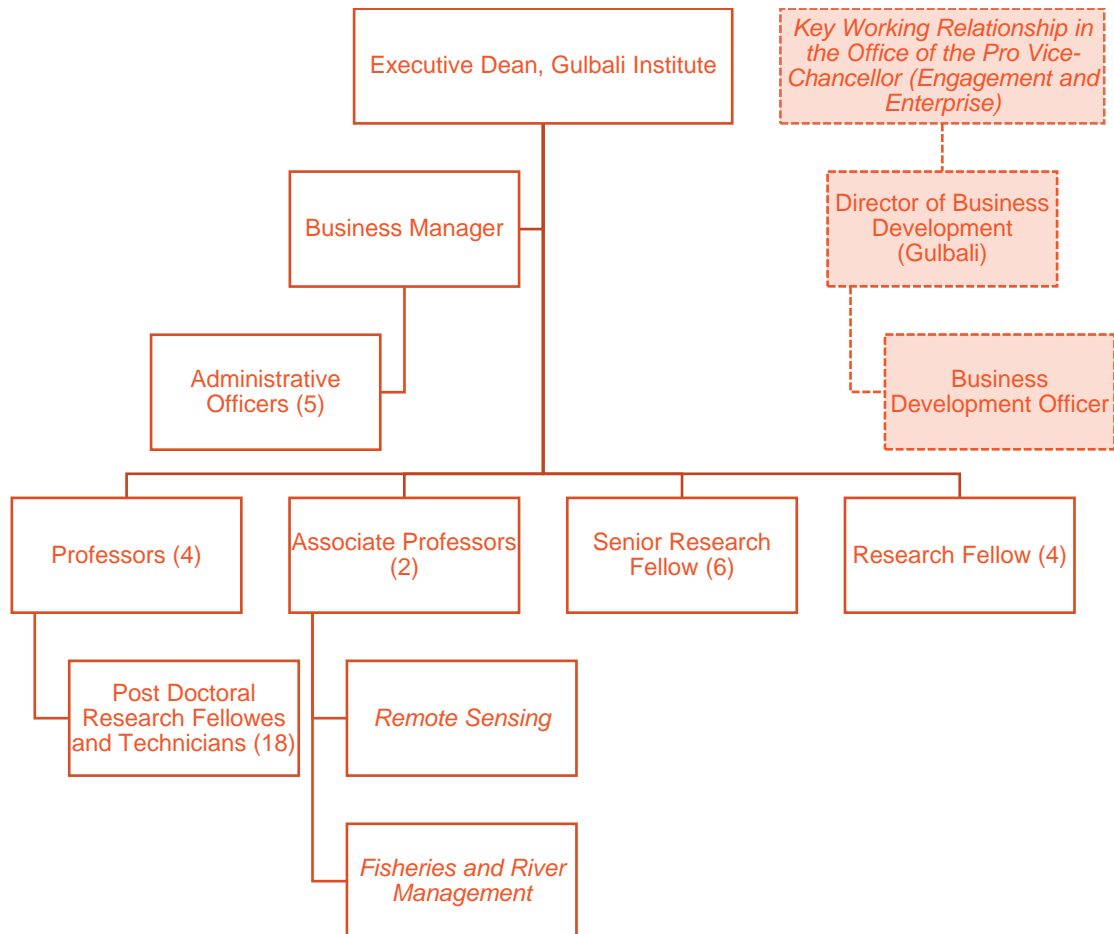 Executive Dean, Gulbali Institute
Key Working Relationship in
the Office of the Pro Vice-
Chancellor (Engagement and
Enterprise)
Business Manager
Director of Business
Development
(Gulbali)
Administrative
Officers (5)
Business
Development Officer
Professors (4)
Associate Professors
(2)
Senior Research
Fellow (6)
Research Fellow (4)
Post Doctoral
Research Fellowes
and Technicians (18)
Remote Sensing
Fisheries and River
Management